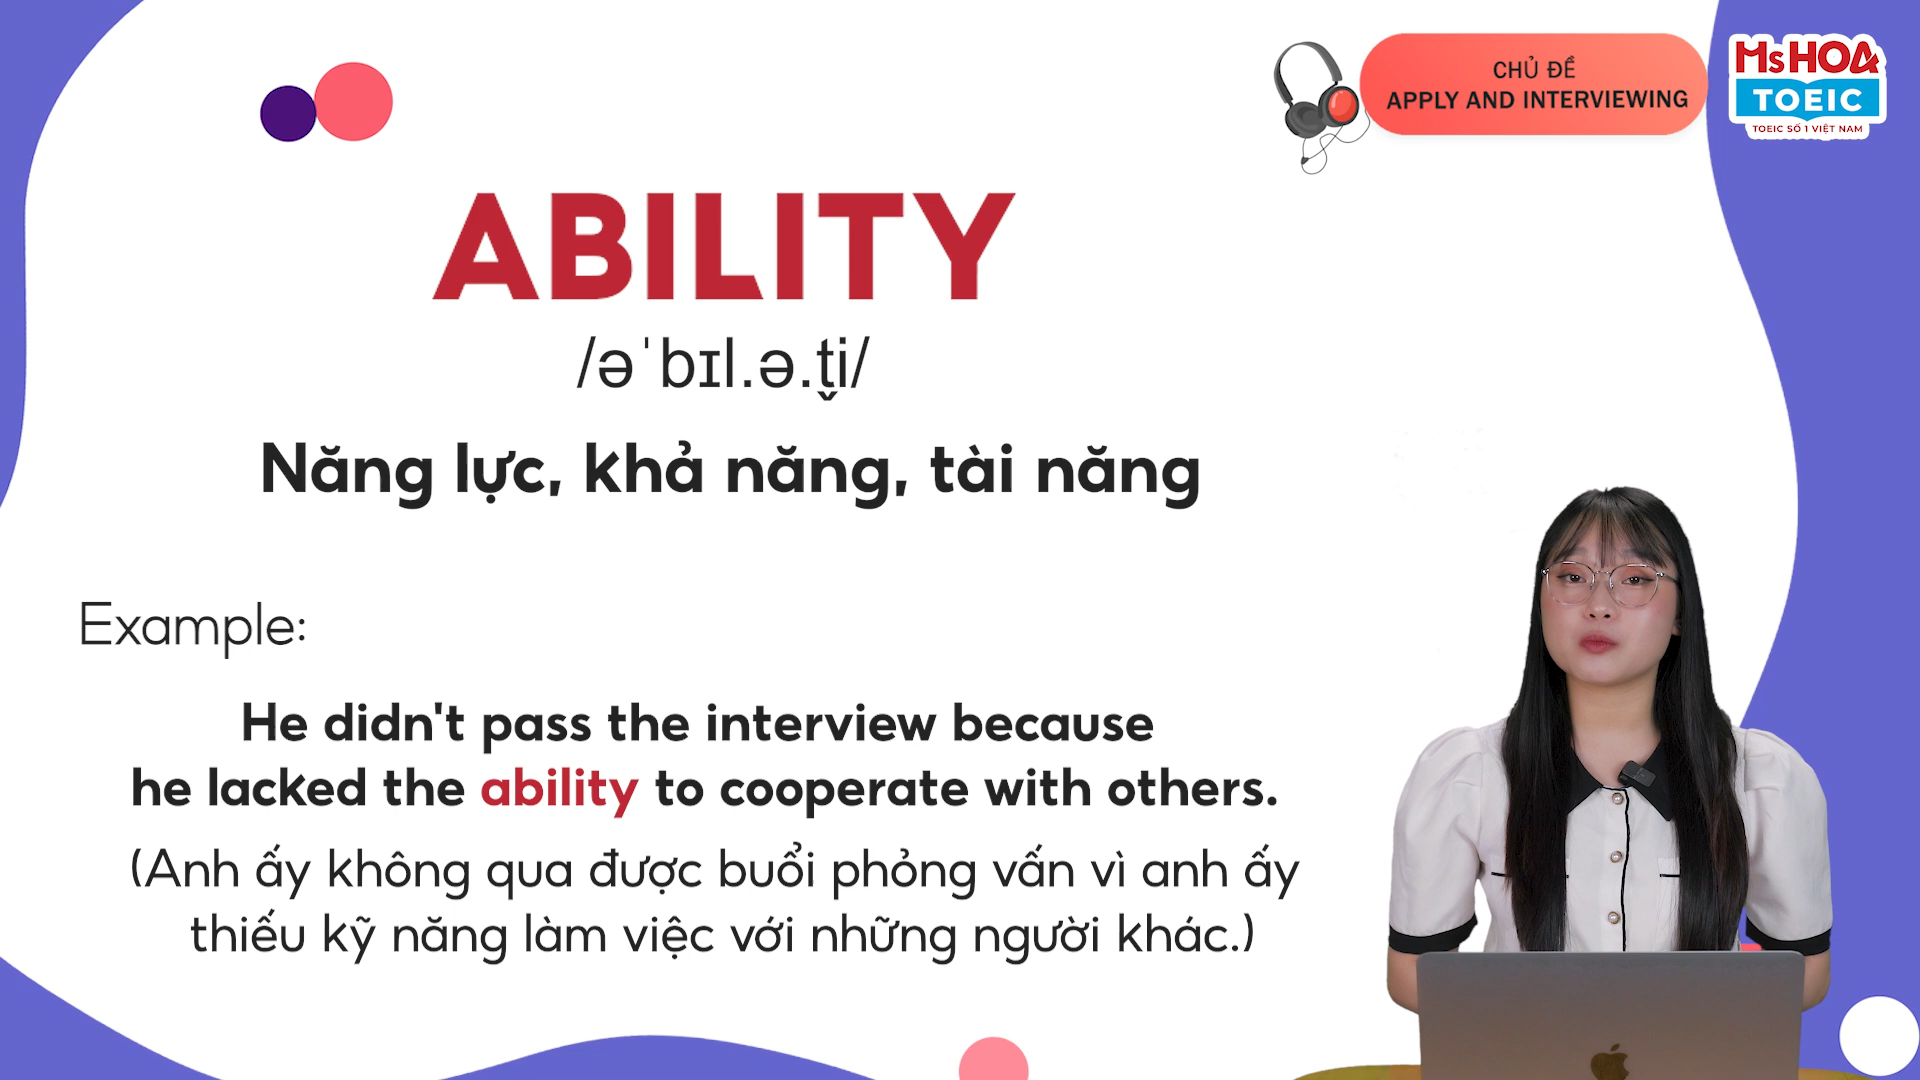 CHỦ ĐỀ
APPLY AND INTERVIEWING
MsHOA
TOEIC
TOEIC SỐ 1 VIỆT NAM
ABILITY
/əˈbɪl.ə.t̬i/
Năng lực, khả năng, tài năng
Example:
He didn't pass the interview because
he lacked the ability to cooperate with others.
(Anh ấy không qua được buổi phỏng vấn vì anh ấy
thiếu kỹ năng làm việc với những người khác.)